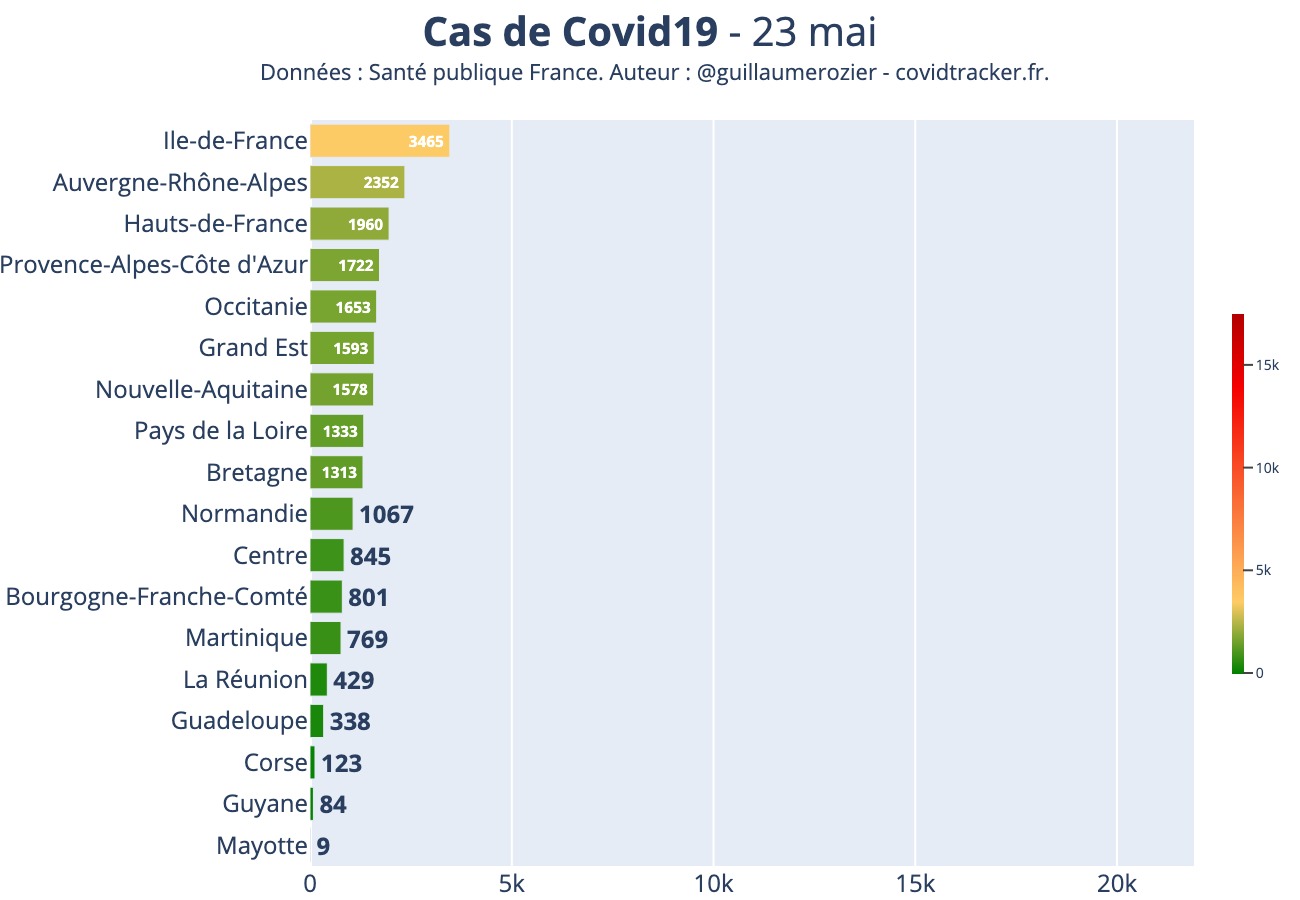 Cas de Covid19 - 23 mai
Données : Santé publique France. Auteur : @guillaumerozier - covidtracker.fr.
Ile-de-France 3465
Auvergne-Rhône-Alpes 2352
Hauts-de-France 1960
Provence-Alpes-Côte d'Azur 1722
Occitanie 1653
Grand Est 1593
Nouvelle-Aquitaine 1578
Pays de la Loire 1333
Bretagne 1313
Normandie 1067
Centre 845
Bourgogne-Franche-Comté 801
Martinique 769
La Réunion 429
Guadeloupe 338
Corse 123
Guyane 84
Mayotte 9
0 5k 10k 15k 20k
15k
10k
5k
0